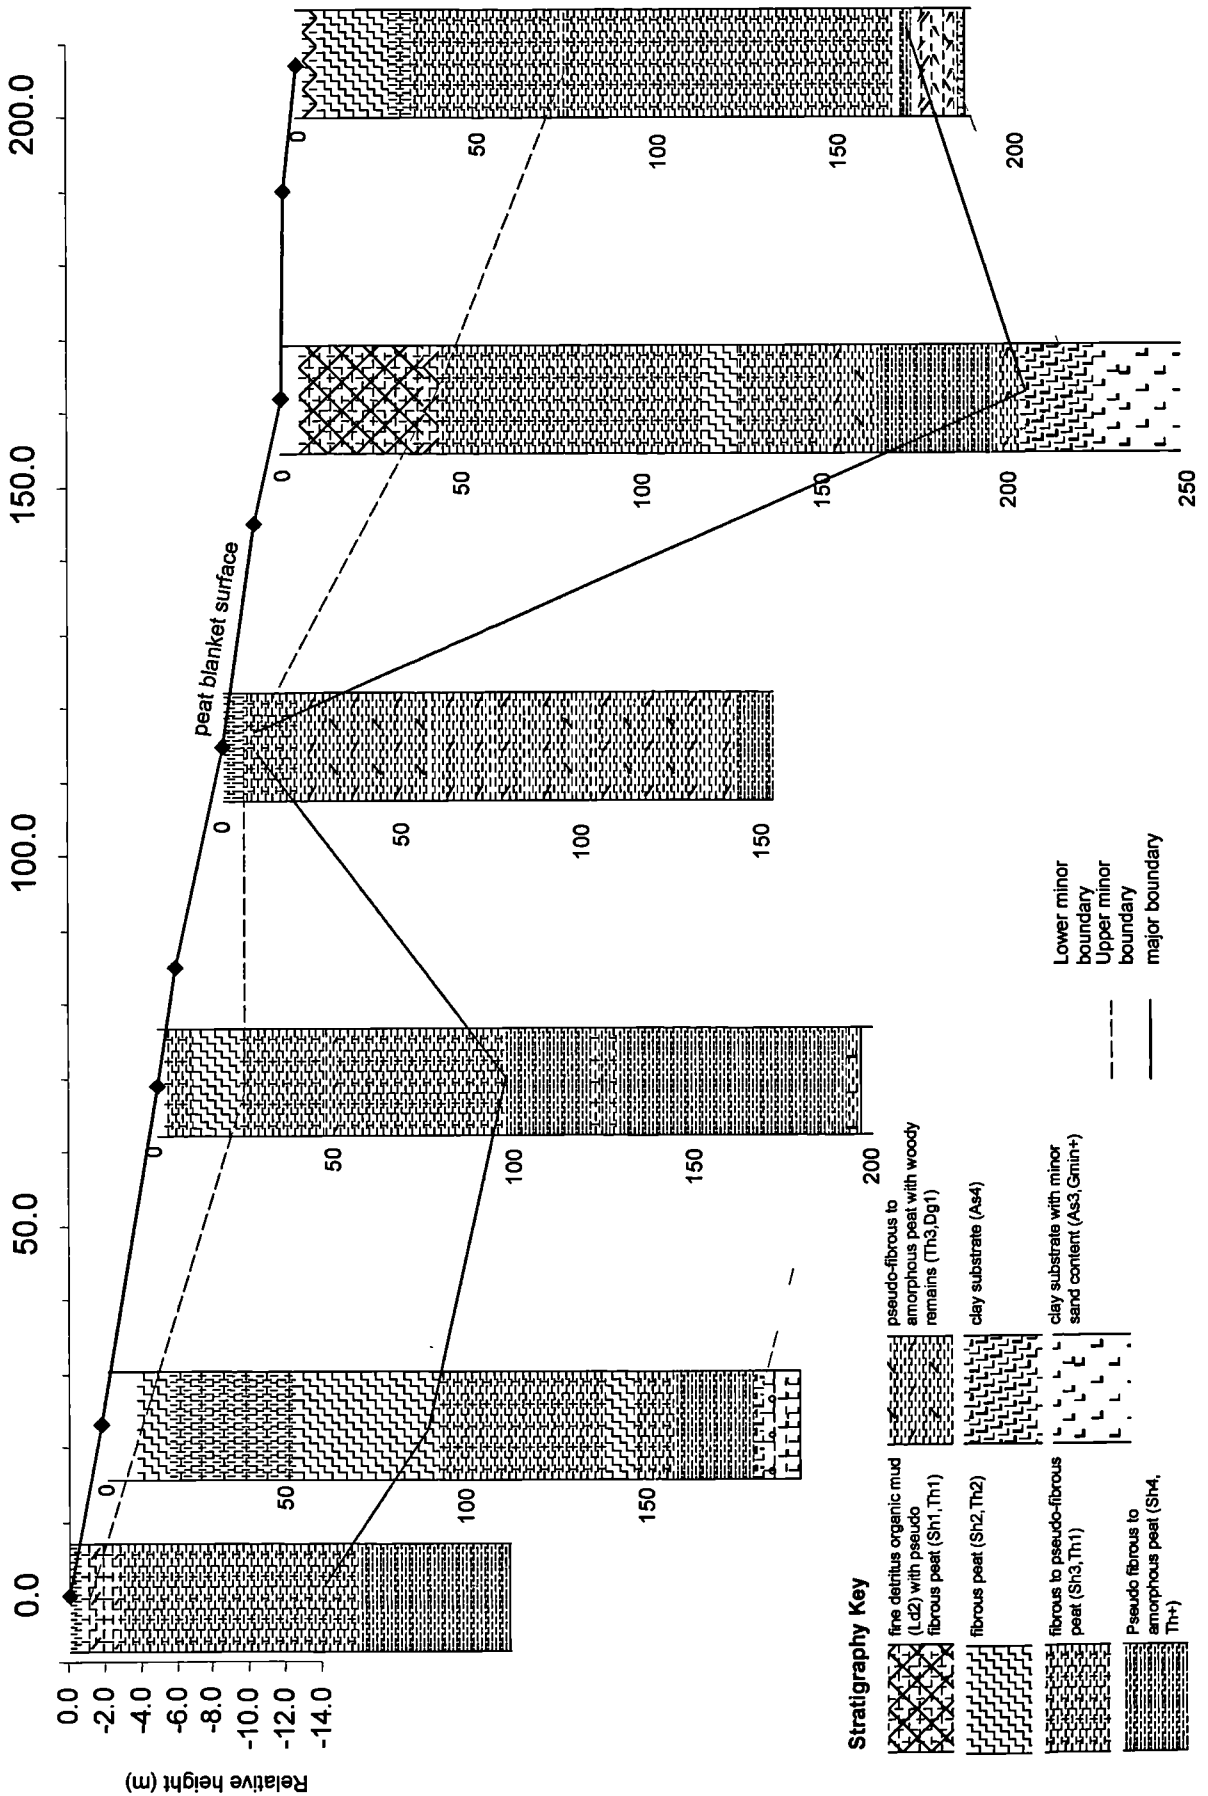 0.0
50.0
100.0
150.0
200.0
Relative height (m)
0.0
-2.0
-4.0
-6.0
-8.0
-10.0
-12.0
-14.0
peat blanket surface
0
50
100
150
0
50
100
150
200
0
50
100
150
0
50
100
150
200
250
0
50
100
150
200
Stratigraphy Key
fine detritus organic mud
(Ld2) with pseudo
fibrous peat (Sh1,Th1)
fibrous peat (Sh2,Th2)
fibrous to pseudo-fibrous
peat (Sh3,Th1)
Pseudo fibrous to
amorphous peat (Sh4,
Th+)
pseudo-fibrous to
amorphous peat with woody
remains (Th3,Dg1)
clay substrate (As4)
clay substrate with minor
sand content (As3,Gmin+)
Lower minor
boundary
Upper minor
boundary
major boundary